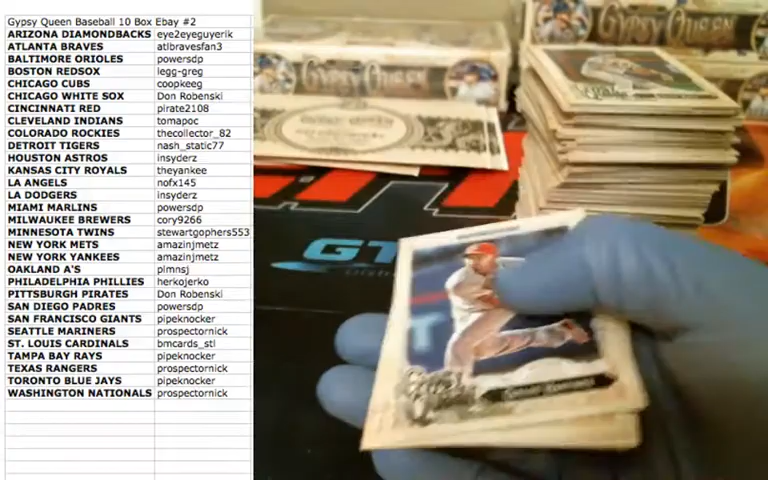 Gypsy Queen Baseball 10 Box Ebay #2
ARIZONA DIAMONDBACKS eye2eyeguyerik
ATLANTA BRAVES atlbravesfan3
BALTIMORE ORIOLES powersdp
BOSTON REDSOX legg-greg
CHICAGO CUBS coopkeeg
CHICAGO WHITE SOX Don Robenski
CINCINNATI RED pirate2108
CLEVELAND INDIANS tomapoc
COLORADO ROCKIES thecollector_82
DETROIT TIGERS nash_static77
HOUSTON ASTROS insyderz
KANSAS CITY ROYALS theyankee
LA ANGELS nofx145
LA DODGERS insyderz
MIAMI MARLINS powersdp
MILWAUKEE BREWERS cory9266
MINNESOTA TWINS stewartgophers553
NEW YORK METS amazinjmetz
NEW YORK YANKEES amazinjmetz
OAKLAND A'S plmnsj
PHILADELPHIA PHILLIES herkojerko
PITTSBURGH PIRATES Don Robenski
SAN DIEGO PADRES powersdp
SAN FRANCISCO GIANTS pipeknocker
SEATTLE MARINERS prospectornick
ST. LOUIS CARDINALS bmcards_stl
TAMPA BAY RAYS pipeknocker
TEXAS RANGERS prospectornick
TORONTO BLUE JAYS pipeknocker
WASHINGTON NATIONALS prospectornick
GYPSY QUEEN
GYPSY QUEEN
GT